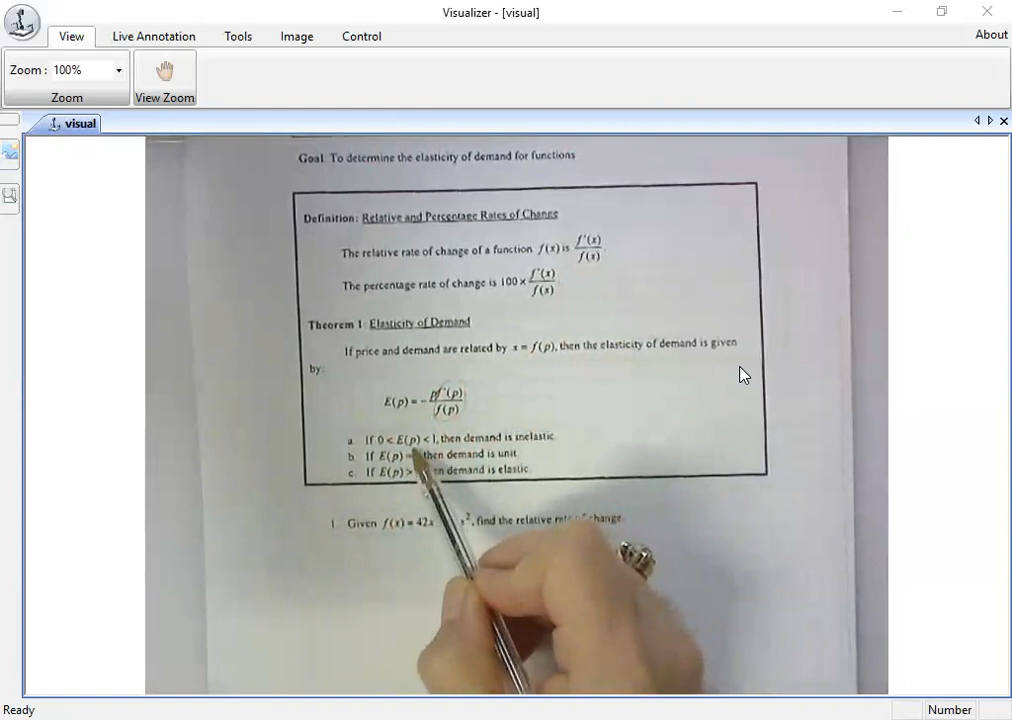 Visualizer - [visual]
View Live Annotation Tools Image Control About
Zoom : 100%
Zoom View Zoom
visual
Goal To determine the elasticity of demand for functions
Definition: Relative and Percentage Rates of Change
The relative rate of change of a function f(x) is f'(x)/f(x).
The percentage rate of change is 100 × f'(x)/f(x)
Theorem 1 Elasticity of Demand
If price and demand are related by x = f(p), then the elasticity of demand is given
by:
E(p) = - pf'(p)/f(p)
a. If 0 < E(p) < 1, then demand is inelastic.
b. If E(p) = then demand is unit.
c. If E(p) > then demand is elastic.
1. Given f(x) = 42x x², find the relative rate of change.
Ready Number